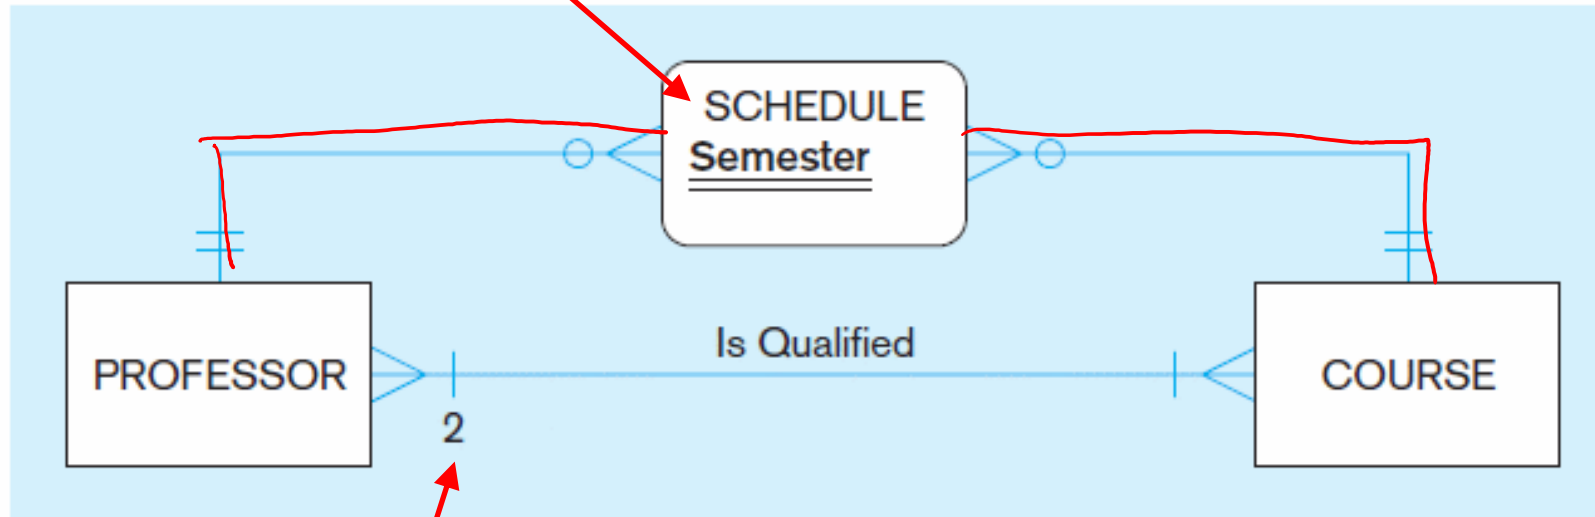 SCHEDULE
Semester
Is Qualified
PROFESSOR
COURSE
2